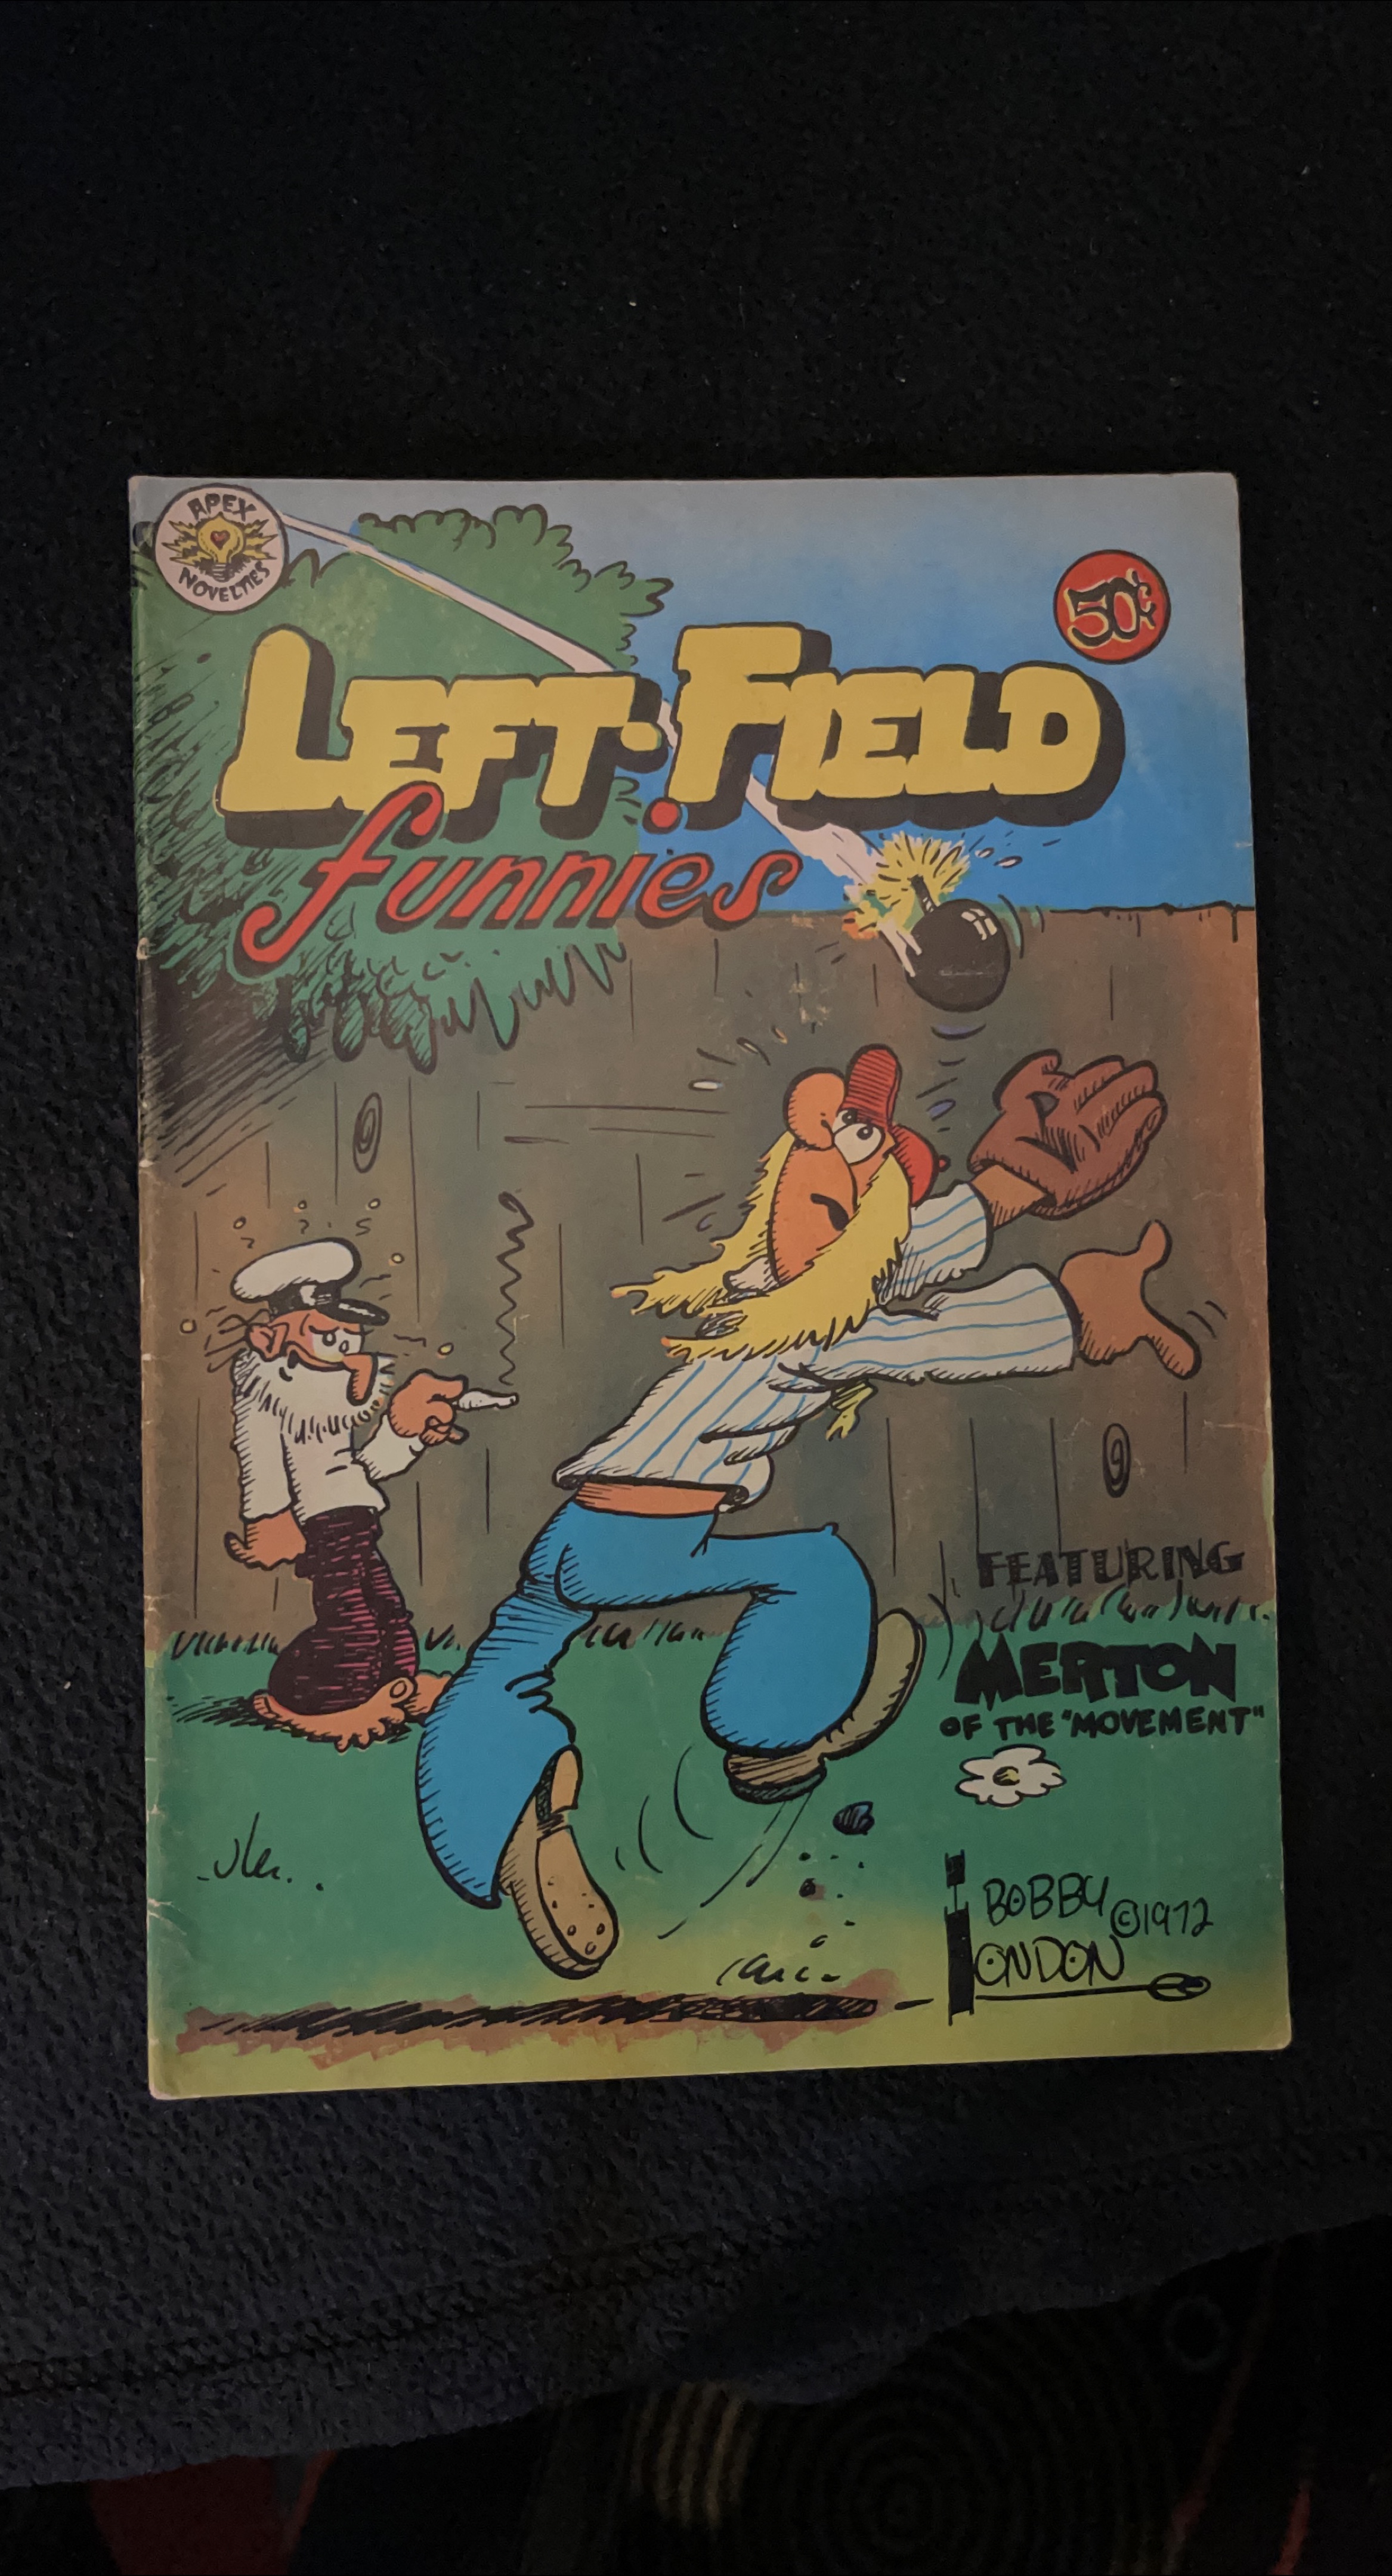 APEX
NOVELTIES
50¢
LEFT-FIELD
funnies
FEATURING
MERTON
OF THE "MOVEMENT"
BOBBY
LONDON
©1972